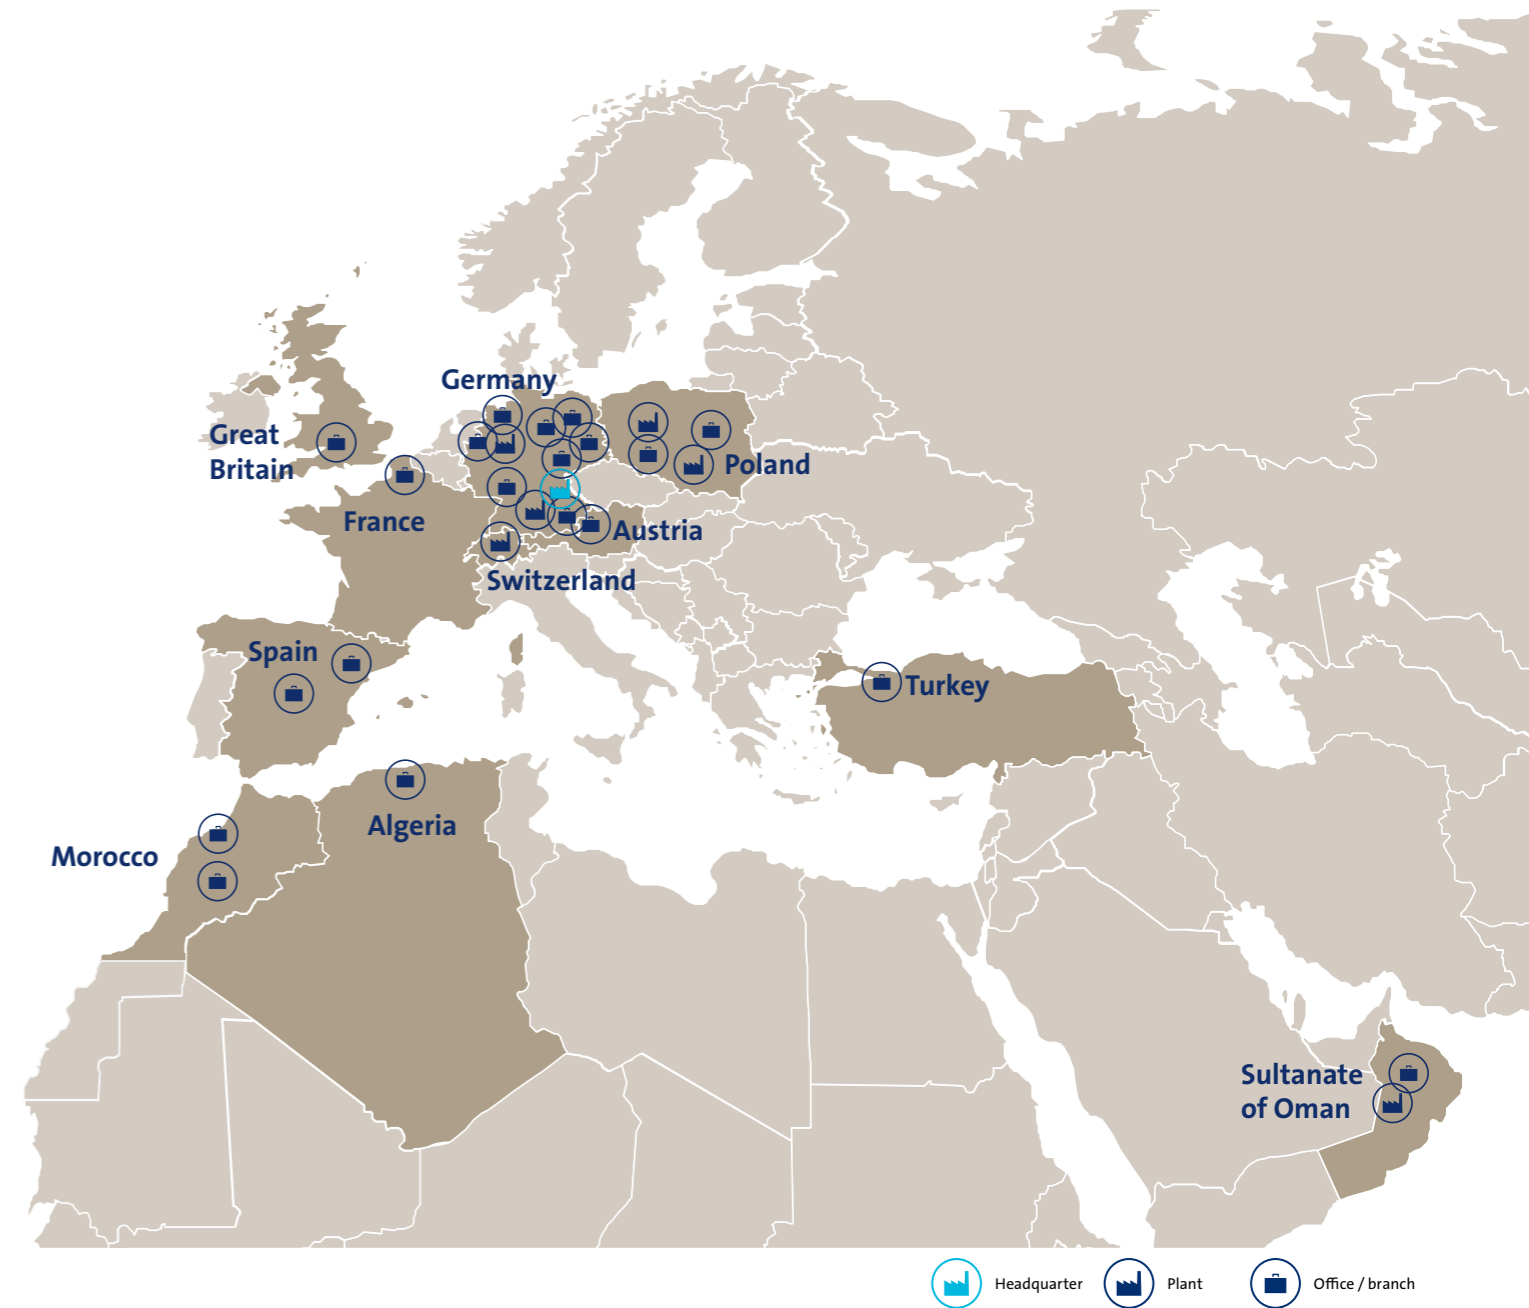 Germany
Great
Britain
Poland
France
Austria
Switzerland
Spain
Turkey
Algeria
Morocco
Sultanate
of Oman
Headquarter
Plant
Office / branch